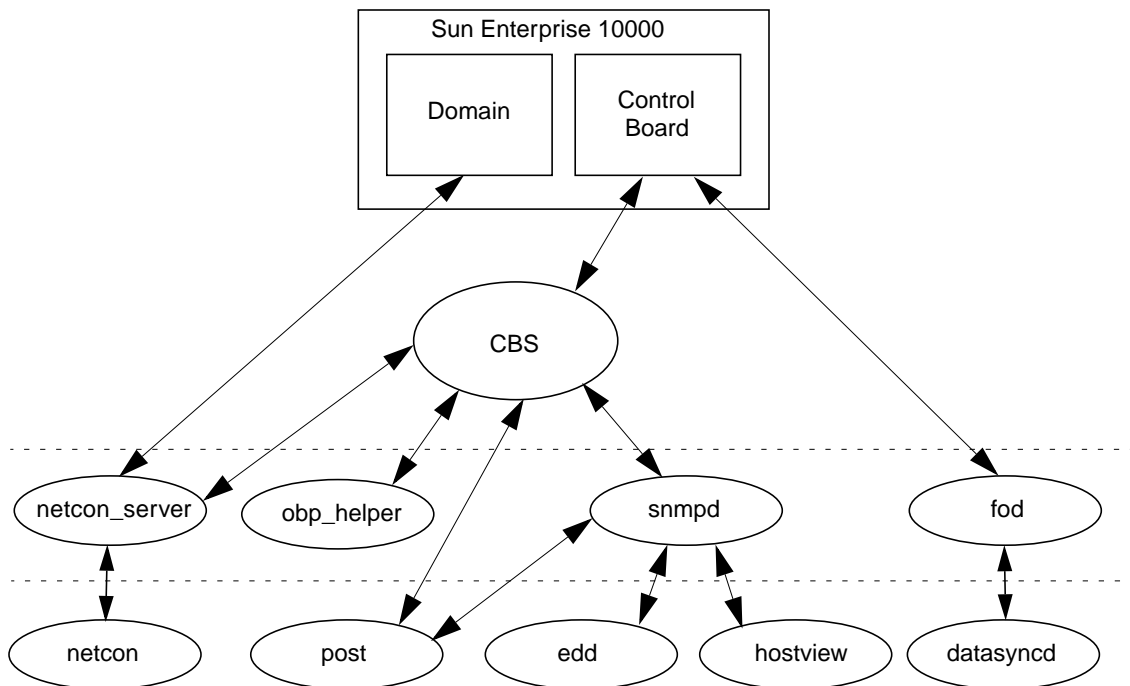 Sun Enterprise 10000
Domain
Control
Board
CBS
netcon_server
obp_helper
snmpd
fod
netcon
post
edd
hostview
datasyncd